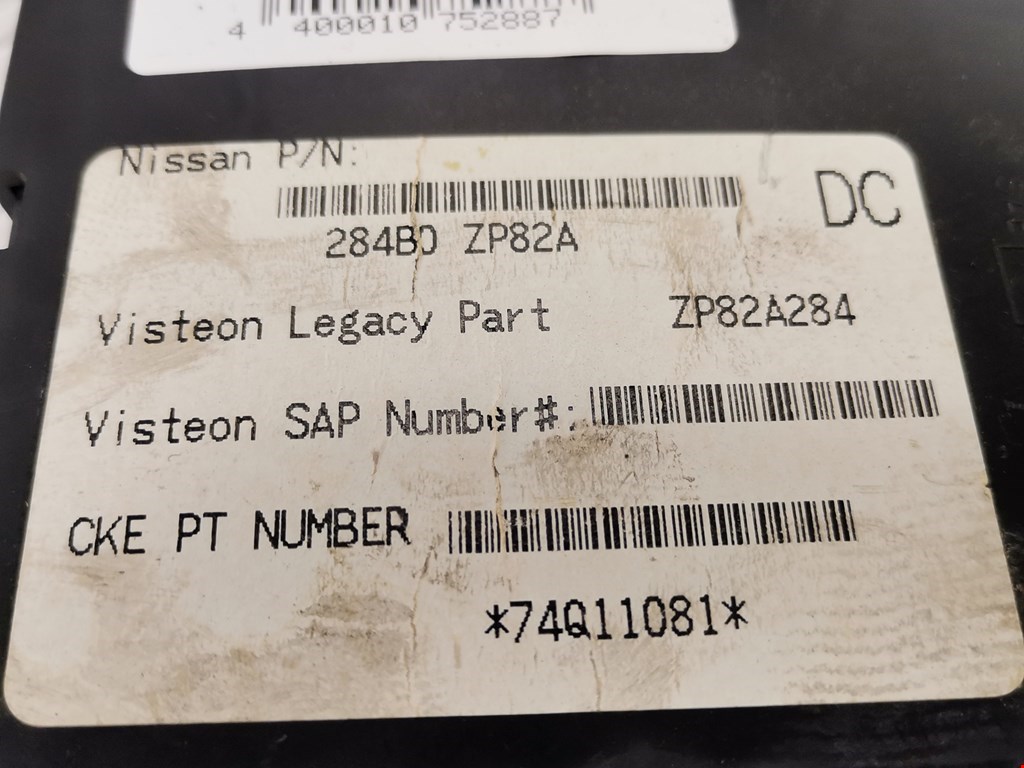 4 400010 752887
Nissan P/N:
DC
284B0 ZP82A
Visteon Legacy Part ZP82A284
Visteon SAP Number#:
CKE PT NUMBER
*74Q11081*